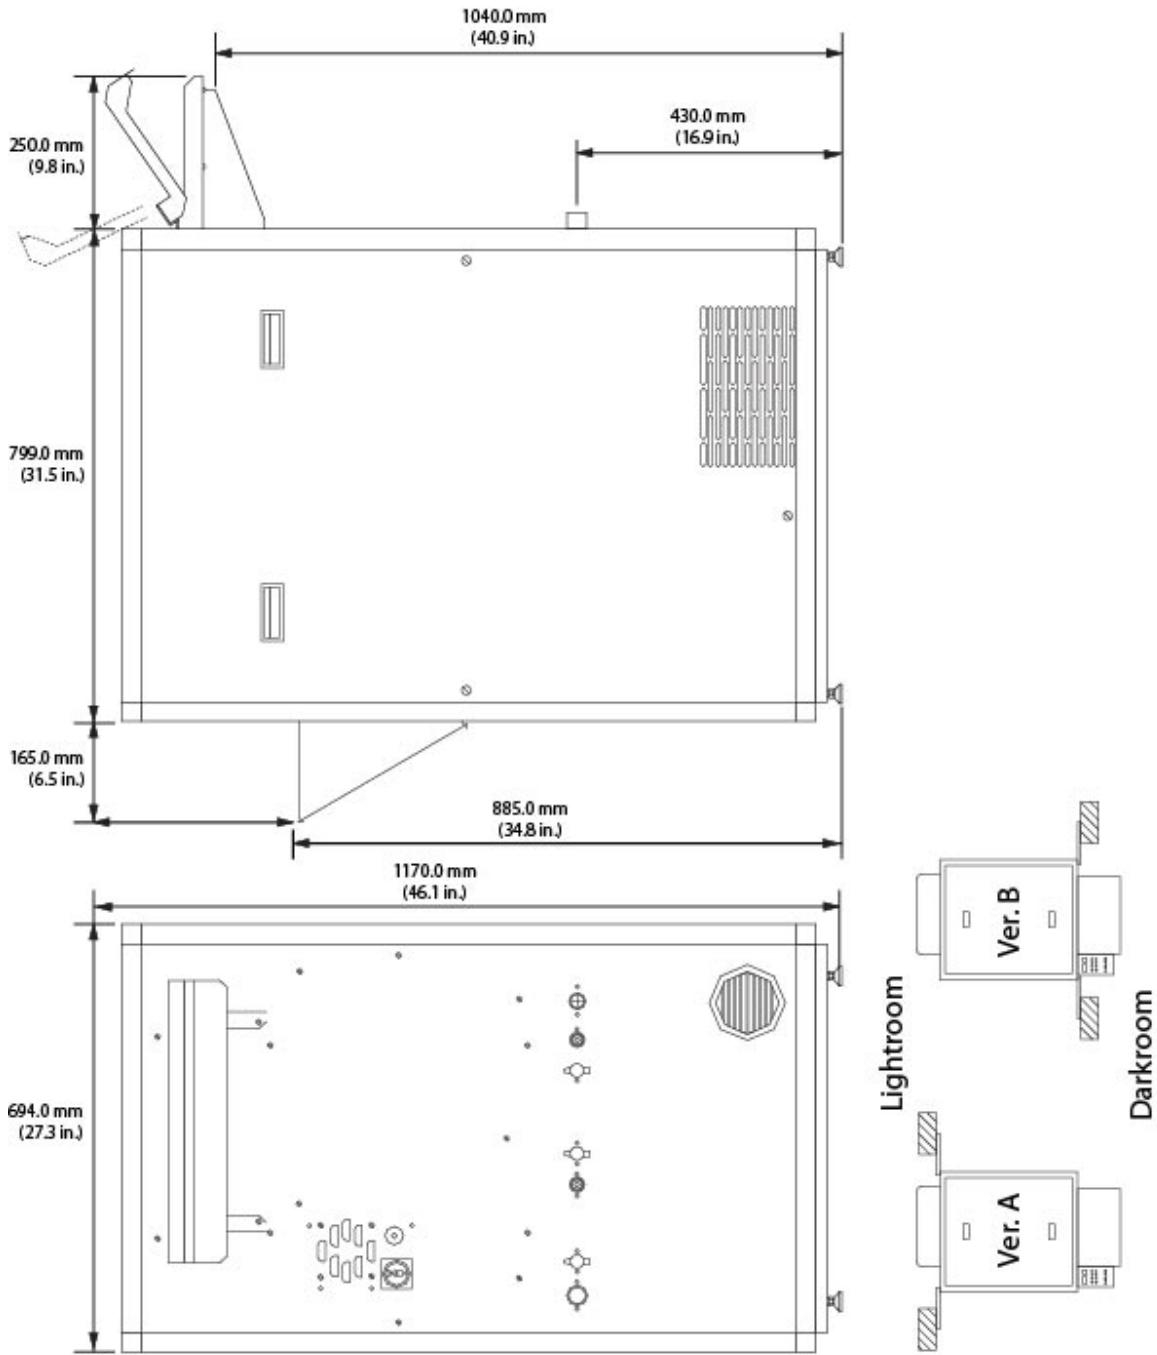 1040.0 mm
(40.9 in.)
430.0 mm
(16.9 in.)
250.0 mm
(9.8 in.)
799.0 mm
(31.5 in.)
165.0 mm
(6.5 in.)
885.0 mm
(34.8 in.)
1170.0 mm
(46.1 in.)
694.0 mm
(27.3 in.)
Ver. B
Lightroom
Darkroom
Ver. A